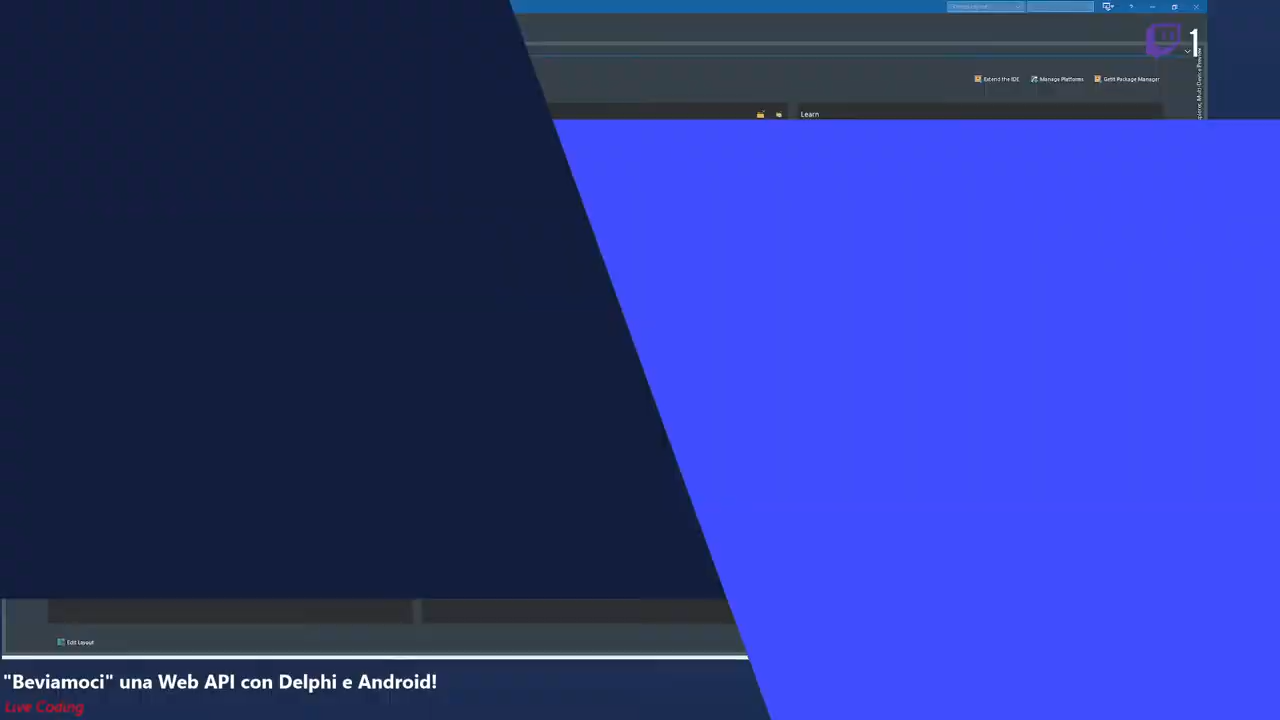 1
Extend the IDE
Manage Platforms
GetIt Package Manager
Learn
Edit Layout
"Beviamoci" una Web API con Delphi e Android!
Live Coding